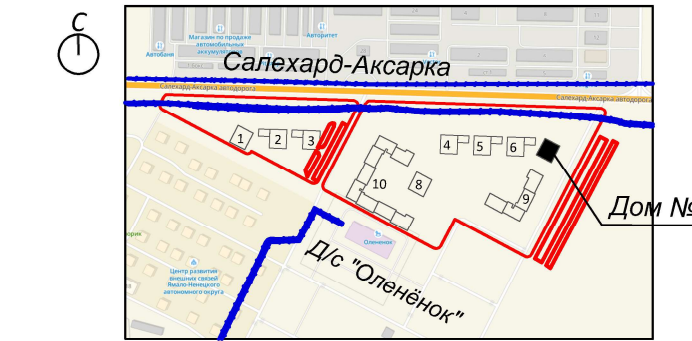 С
Магазин по продаже
автомобильных
аккумуляторов
Автобаня
Авторитет
Салехард-Аксарка
Салехард-Аксарка автодорога
Салехард-Аксарка автодорога
1
2
3
4
5
6
10
8
9
Дом №
Оленёнок
Д/с "Оленёнок"
Центр развития
внешних связей
Ямало-Ненецкого
автономного округа